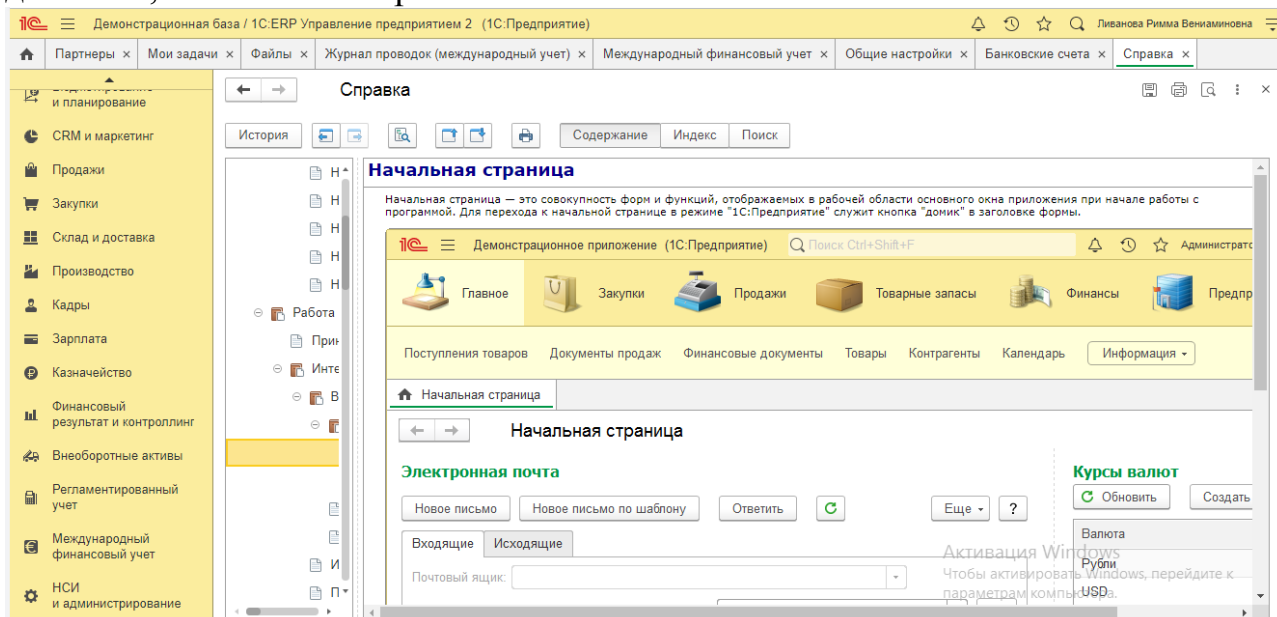 Демонстрационная база / 1С:ERP Управление предприятием 2 (1С:Предприятие)
Ливанова Римма Вениаминовна
Партнеры × Мои задачи × Файлы × Журнал проводок (международный учет) × Международный финансовый учет × Общие настройки × Банковские счета × Справка ×
и планирование
CRM и маркетинг
Продажи
Закупки
Склад и доставка
Производство
Кадры
Зарплата
Казначейство
Финансовый
результат и контроллинг
Внеоборотные активы
Регламентированный
учет
Международный
финансовый учет
НСИ
и администрирование
Справка
История
Содержание Индекс Поиск
Н
Н
Н
Н
Н
Работа
При
Инте
В
И
П
Начальная страница
Начальная страница — это совокупность форм и функций, отображаемых в рабочей области основного окна приложения при начале работы с
программой. Для перехода к начальной странице в режиме "1С:Предприятие" служит кнопка "домик" в заголовке формы.
Демонстрационное приложение (1С:Предприятие) Поиск Ctrl+Shift+F Администрато
Главное Закупки Продажи Товарные запасы Финансы Предпр
Поступления товаров Документы продаж Финансовые документы Товары Контрагенты Календарь Информация
Начальная страница
Начальная страница
Электронная почта
Новое письмо Новое письмо по шаблону Ответить Еще ?
Входящие Исходящие
Почтовый ящик:
Курсы валют
Обновить Создать
Валюта
Рубли
USD
Активация Windows
Чтобы активировать Windows, перейдите к
параметрам компьютера.